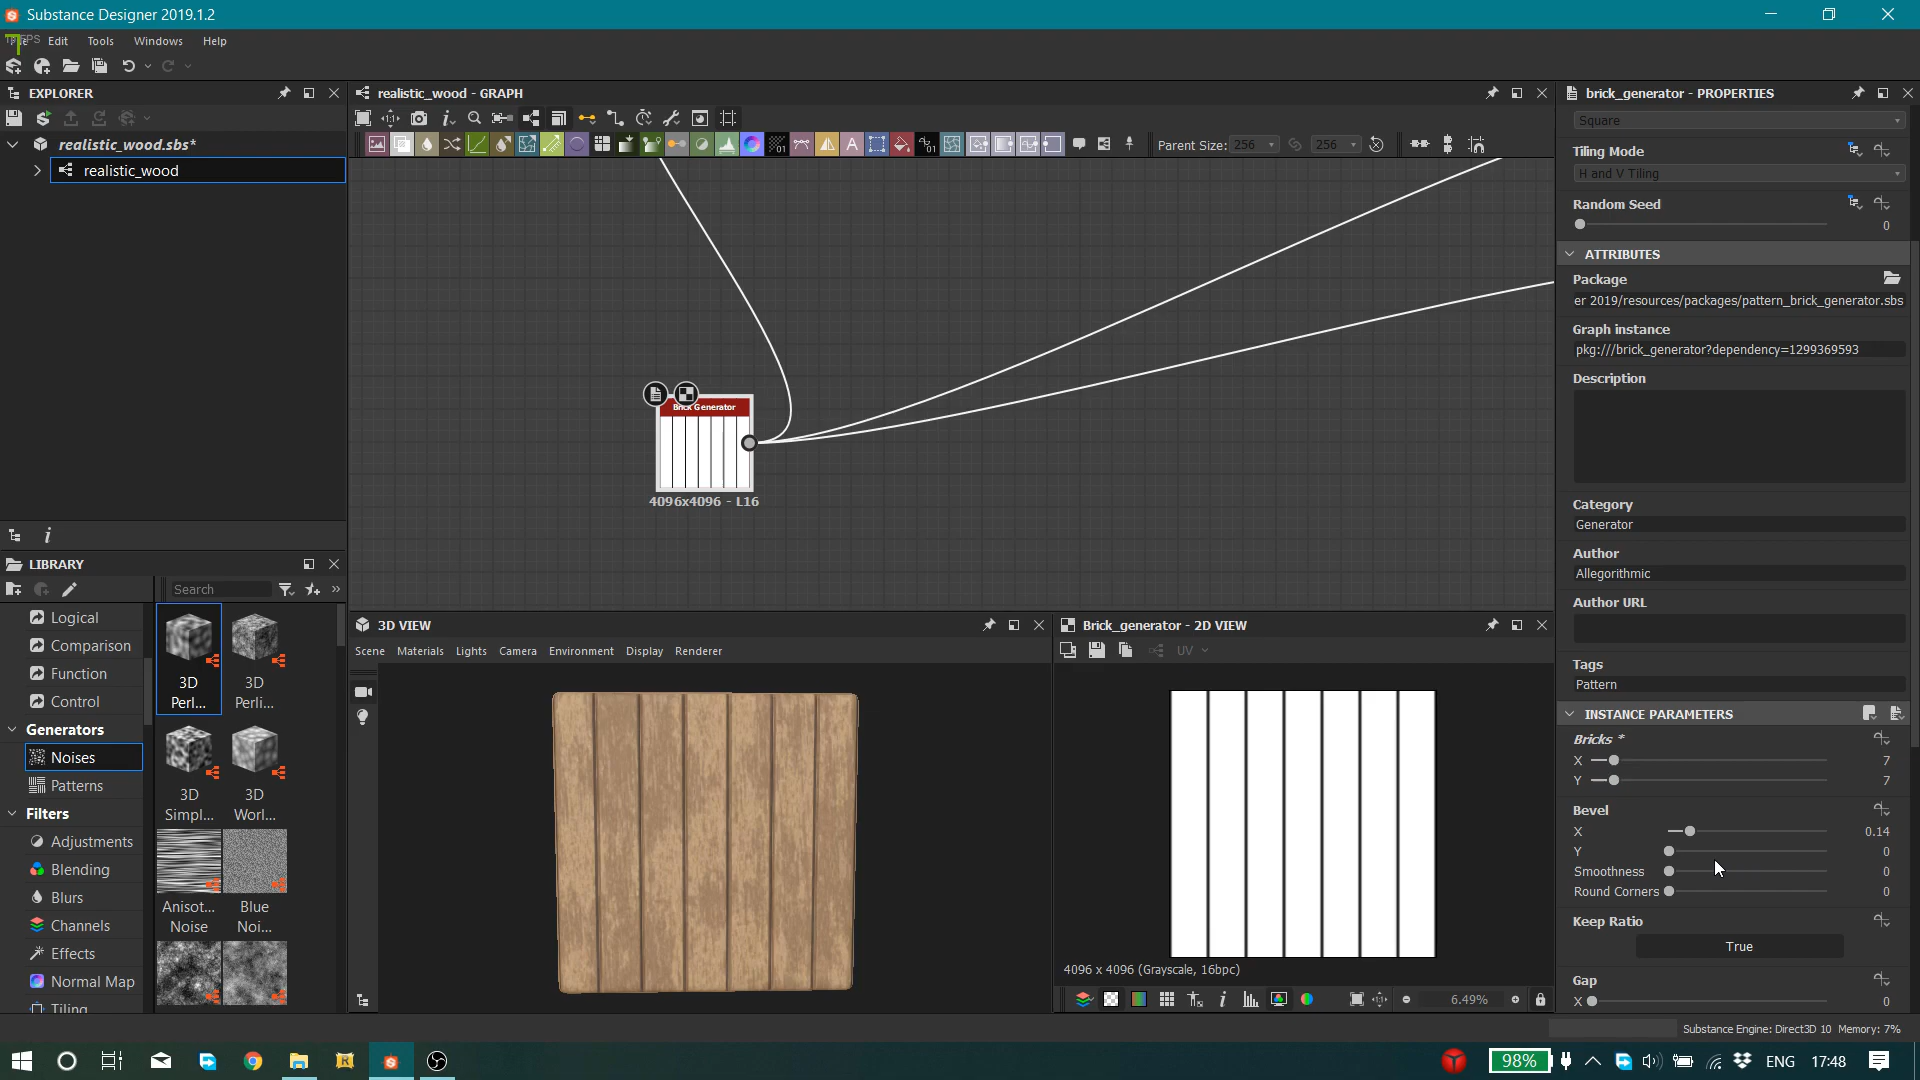 Substance Designer 2019.1.2
Edit Tools Windows Help
EXPLORER
realistic_wood.sbs*
realistic_wood
realistic_wood - GRAPH
Parent Size: 256 256
Brick Generator
4096x4096 - L16
LIBRARY
Search
Logical
Comparison
Function
Control
Generators
Noises
Patterns
Filters
Adjustments
Blending
Blurs
Channels
Effects
Normal Map
Tiling
3D Perl...
3D Perli...
3D Simpl...
3D Worl...
Anisot... Noise
Blue Noi...
3D VIEW
Scene Materials Lights Camera Environment Display Renderer
Brick_generator - 2D VIEW
UV
4096 x 4096 (Grayscale, 16bpc)
6.49%
brick_generator - PROPERTIES
Square
Tiling Mode
H and V Tiling
Random Seed
0
ATTRIBUTES
Package
er 2019/resources/packages/pattern_brick_generator.sbs
Graph instance
pkg:///brick_generator?dependency=1299369593
Description
Category
Generator
Author
Allegorithmic
Author URL
Tags
Pattern
INSTANCE PARAMETERS
Bricks *
X 7
Y 7
Bevel
X 0.14
Y 0
Smoothness 0
Round Corners 0
Keep Ratio
True
Gap
X 0
Substance Engine: Direct3D 10 Memory: 7%
98%
ENG 17:48